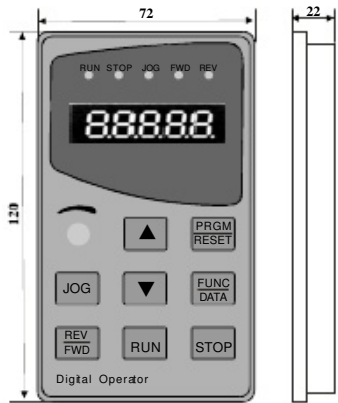 72
22
RUN STOP JOG FWD REV
8.8.8.8.8.
120
▲ PRGM
RESET
JOG ▼ FUNC
DATA
REV
FWD RUN STOP
Digital Operator